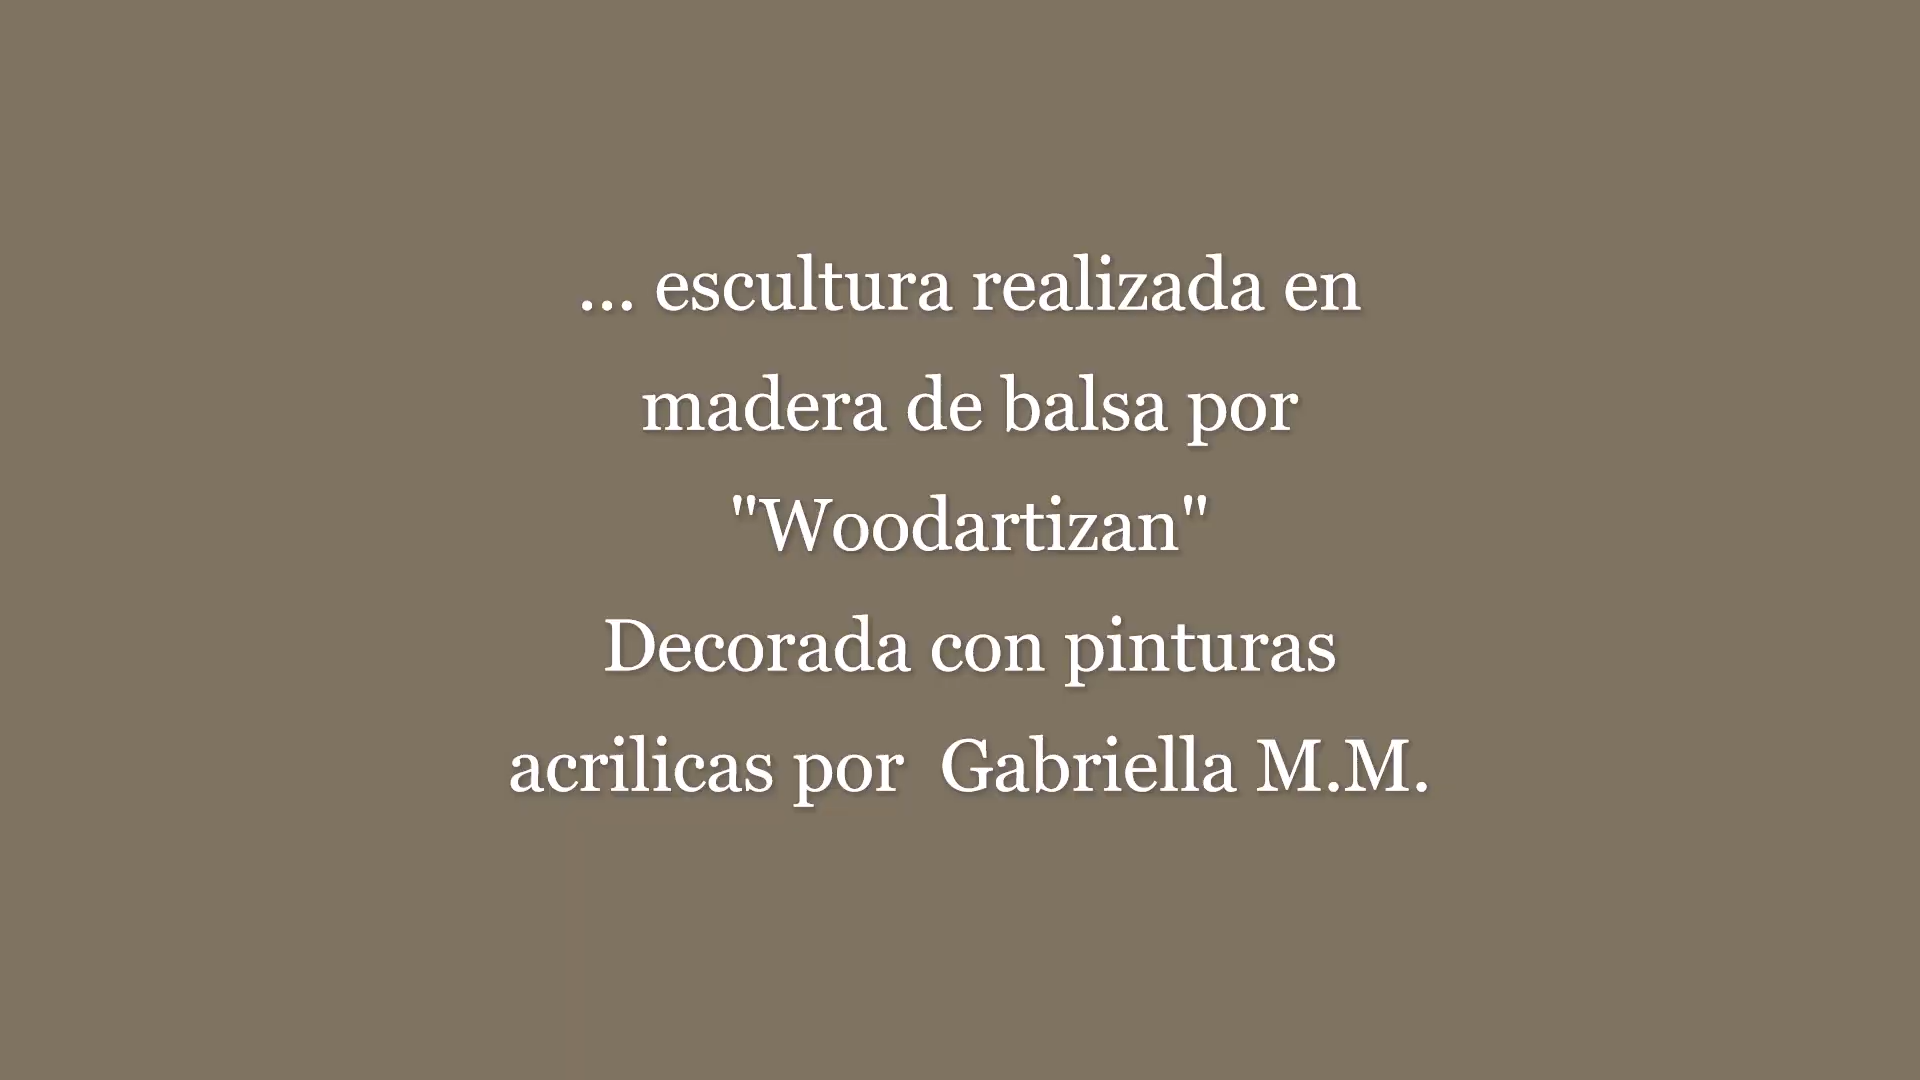 ... escultura realizada en
madera de balsa por
"Woodartizan"
Decorada con pinturas
acrilicas por  Gabriella M.M.